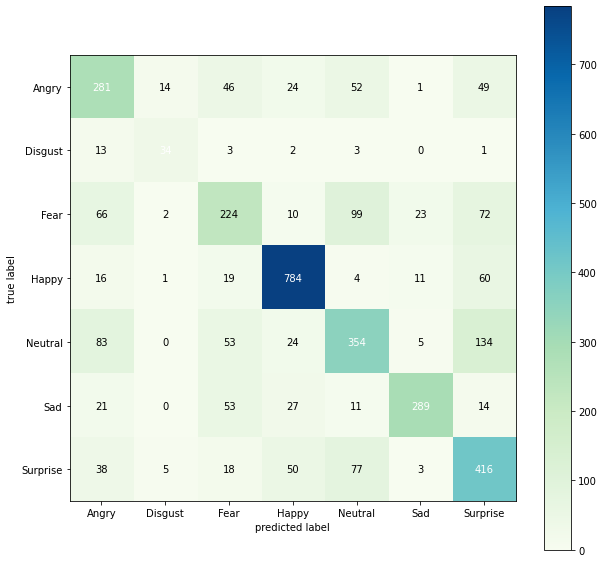 Angry 281 14 46 24 52 1 49
Disgust 13 34 3 2 3 0 1
Fear 66 2 224 10 99 23 72
Happy 16 1 19 784 4 11 60
Neutral 83 0 53 24 354 5 134
Sad 21 0 53 27 11 289 14
Surprise 38 5 18 50 77 3 416
Angry Disgust Fear Happy Neutral Sad Surprise
predicted label
true label
700
600
500
400
300
200
100
0